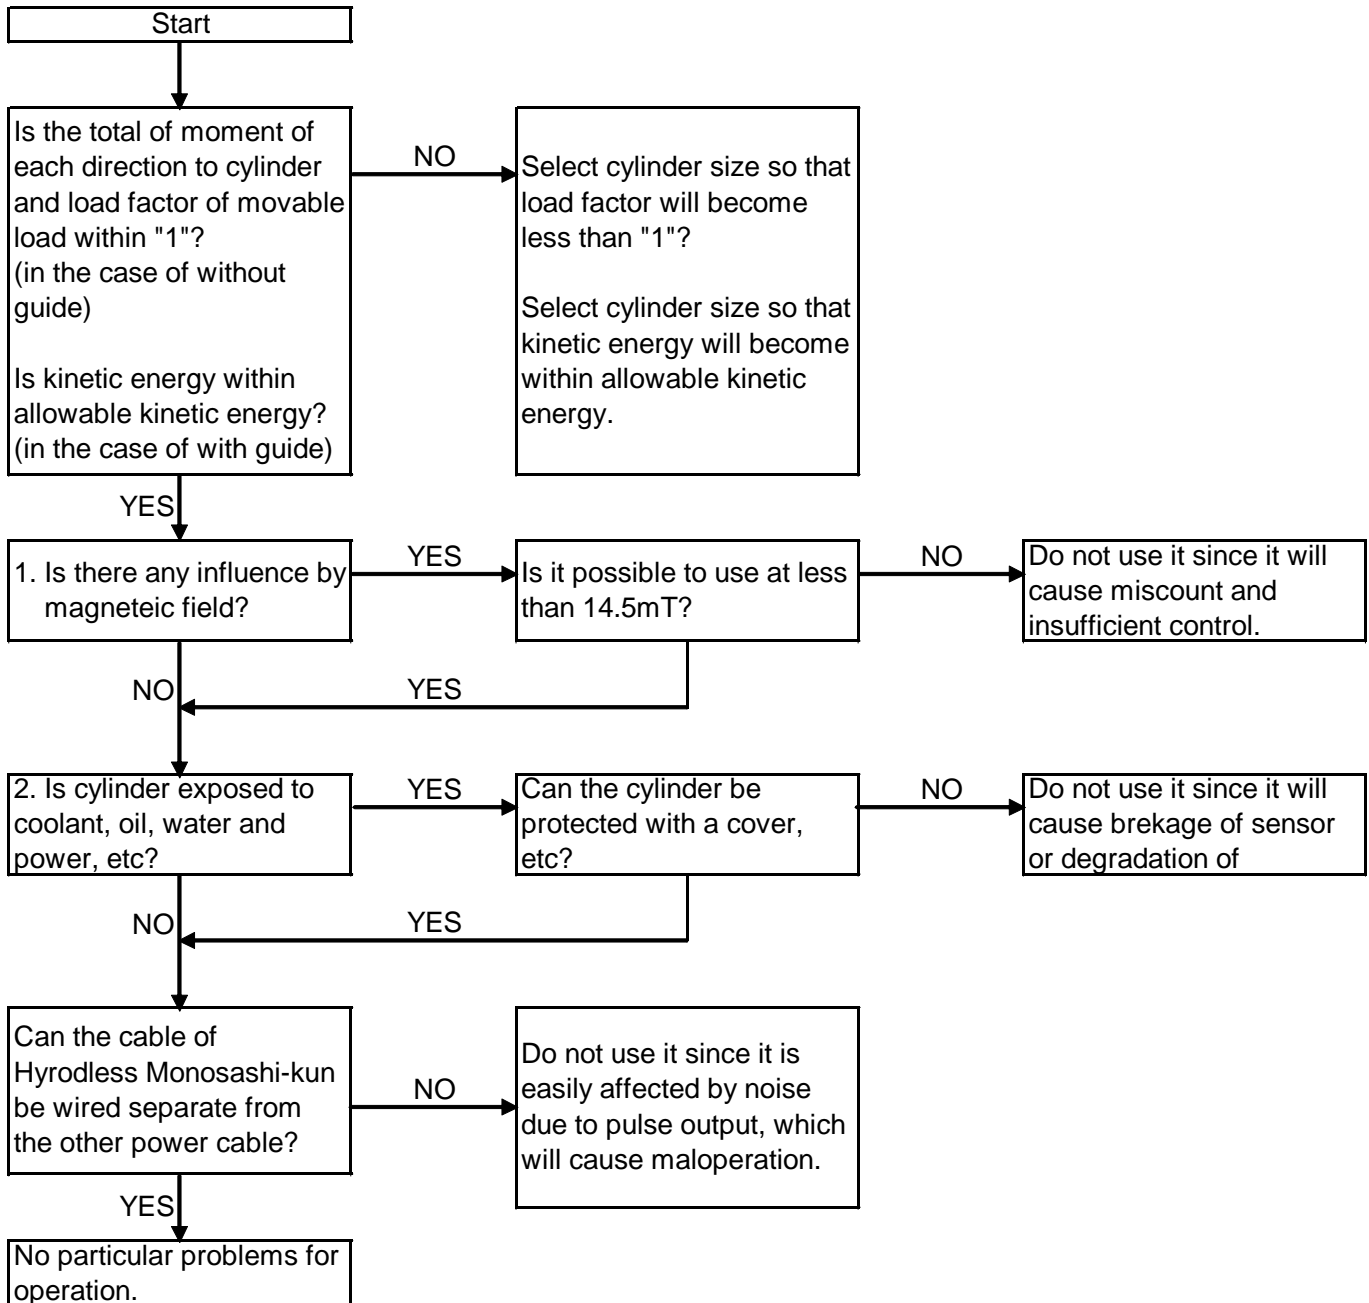 Start
Is the total of moment of
each direction to cylinder
and load factor of movable
load within "1"?
(in the case of without
guide)
Is kinetic energy within
allowable kinetic energy?
(in the case of with guide)
NO
Select cylinder size so that
load factor will become
less than "1"?
Select cylinder size so that
kinetic energy will become
within allowable kinetic
energy.
YES
1. Is there any influence by
magneteic field?
YES
Is it possible to use at less
than 14.5mT?
NO
Do not use it since it will
cause miscount and
insufficient control.
NO
YES
2. Is cylinder exposed to
coolant, oil, water and
power, etc?
YES
Can the cylinder be
protected with a cover,
etc?
NO
Do not use it since it will
cause brekage of sensor
or degradation of
NO
YES
Can the cable of
Hyrodless Monosashi-kun
be wired separate from
the other power cable?
NO
Do not use it since it is
easily affected by noise
due to pulse output, which
will cause maloperation.
YES
No particular problems for
operation.